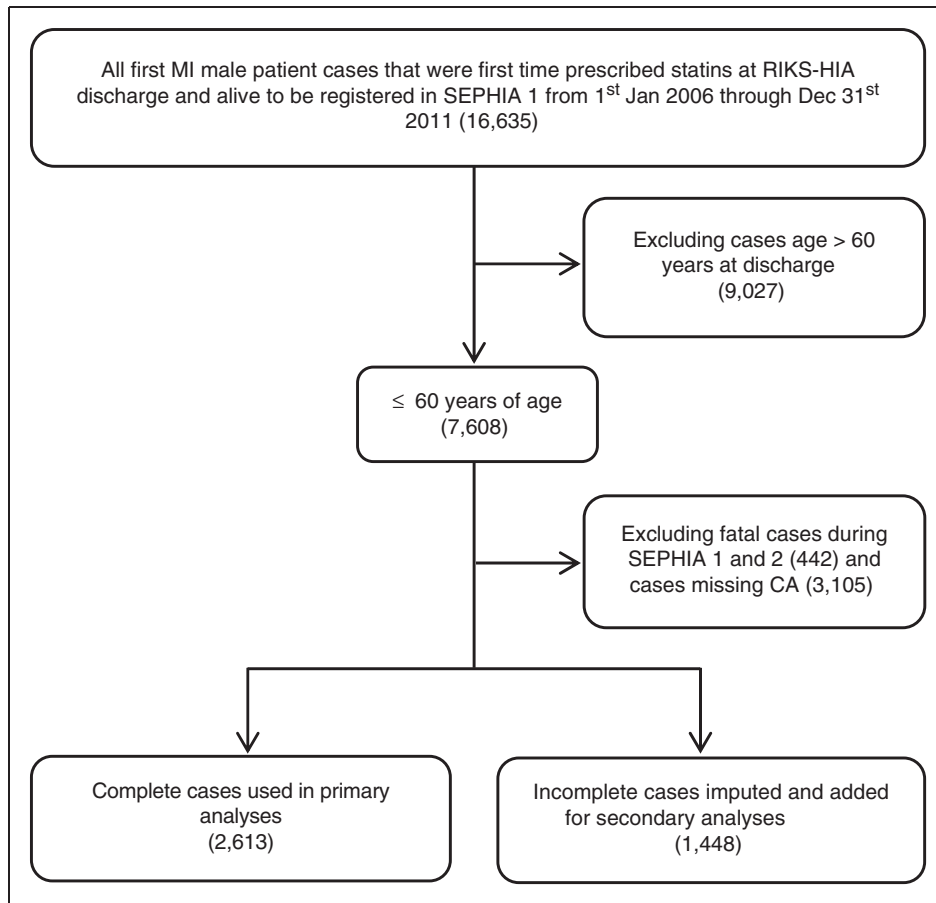 All first MI male patient cases that were first time prescribed statins at RIKS-HIA
discharge and alive to be registered in SEPHIA 1 from 1st Jan 2006 through Dec 31st
2011 (16,635)
Excluding cases age > 60
years at discharge
(9,027)
≤ 60 years of age
(7,608)
Excluding fatal cases during
SEPHIA 1 and 2 (442) and
cases missing CA (3,105)
Complete cases used in primary
analyses
(2,613)
Incomplete cases imputed and added
for secondary analyses
(1,448)